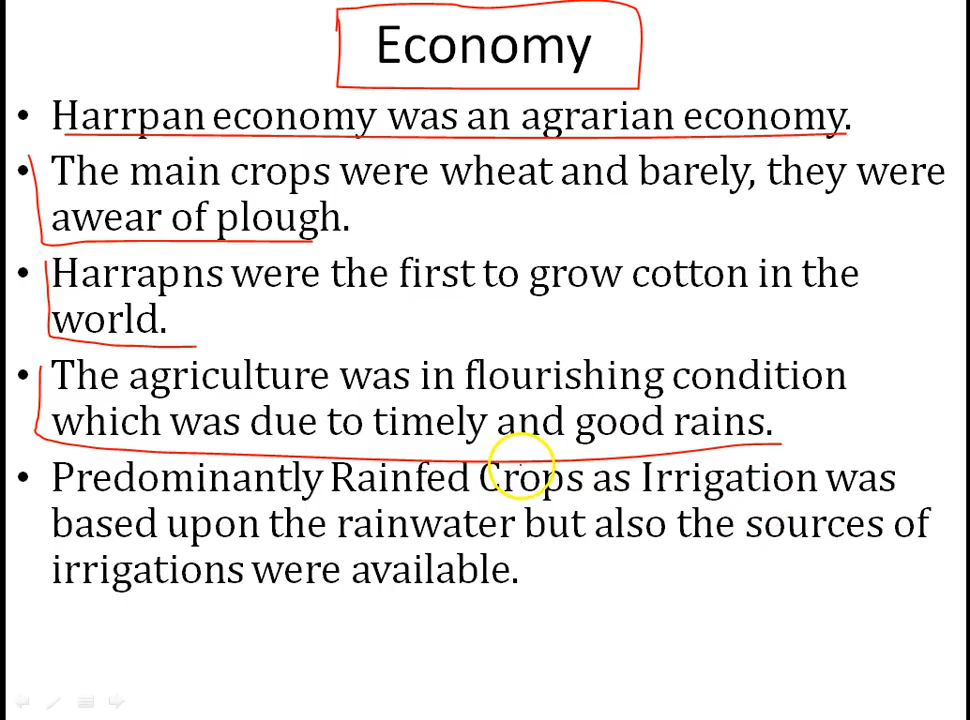 Economy
• Harrpan economy was an agrarian economy.
• The main crops were wheat and barely, they were
awear of plough.
• Harrapns were the first to grow cotton in the
world.
• The agriculture was in flourishing condition
which was due to timely and good rains.
• Predominantly Rainfed Crops as Irrigation was
based upon the rainwater but also the sources of
irrigations were available.